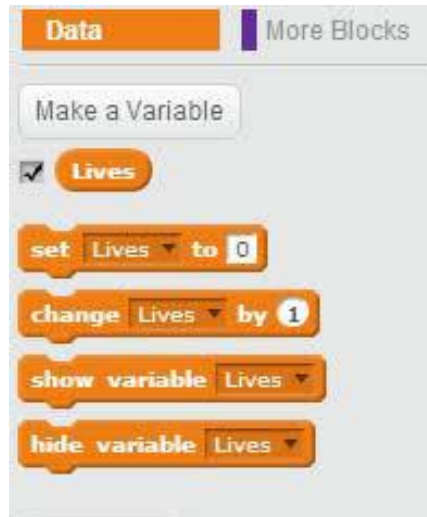 Data More Blocks
Make a Variable
Lives
set Lives to 0
change Lives by 1
show variable Lives
hide variable Lives